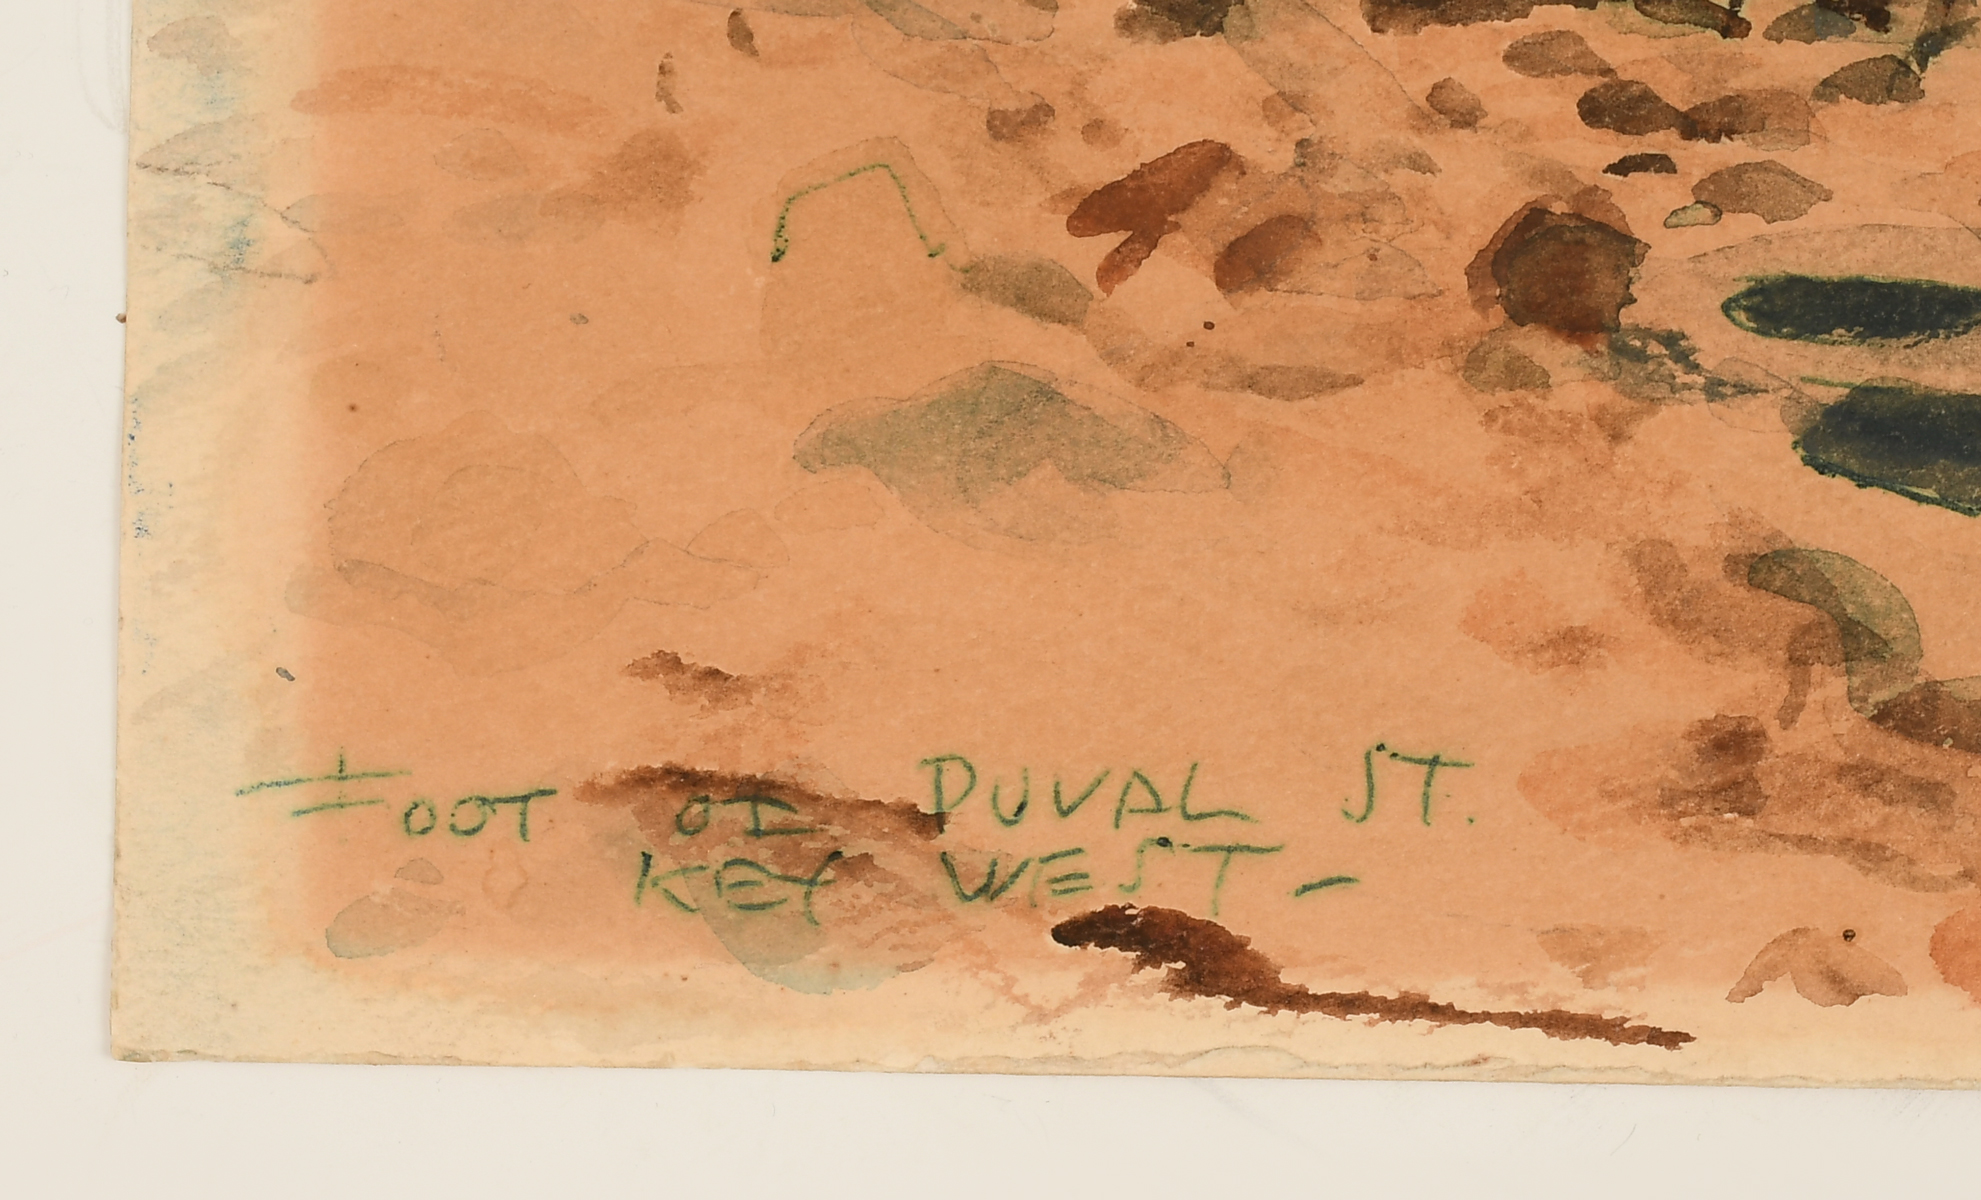 FOOT OF DUVAL ST.
KEY WEST -